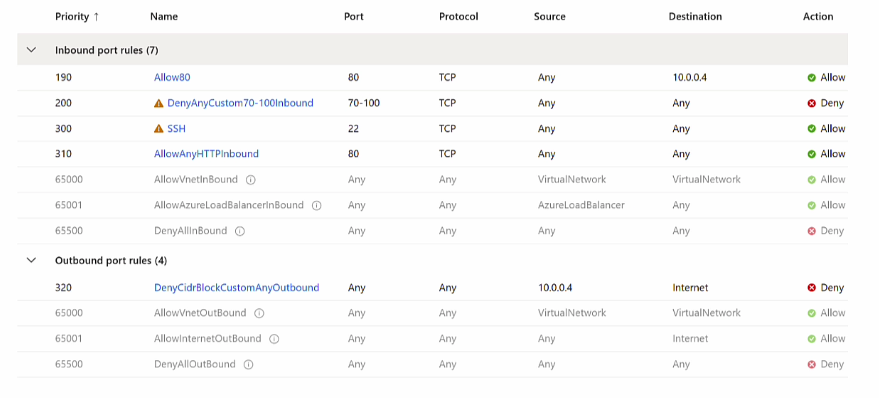 Priority ↑ Name Port Protocol Source Destination Action
Inbound port rules (7)
190 Allow80 80 TCP Any 10.0.0.4 Allow
200 DenyAnyCustom70-100Inbound 70-100 TCP Any Any Deny
300 SSH 22 TCP Any Any Allow
310 AllowAnyHTTPInbound 80 TCP Any Any Allow
65000 AllowVnetInBound Any Any VirtualNetwork VirtualNetwork Allow
65001 AllowAzureLoadBalancerInBound Any Any AzureLoadBalancer Any Allow
65500 DenyAllInBound Any Any Any Any Deny
Outbound port rules (4)
320 DenyCidrBlockCustomAnyOutbound Any Any 10.0.0.4 Internet Deny
65000 AllowVnetOutBound Any Any VirtualNetwork VirtualNetwork Allow
65001 AllowInternetOutBound Any Any Any Internet Allow
65500 DenyAllOutBound Any Any Any Any Deny